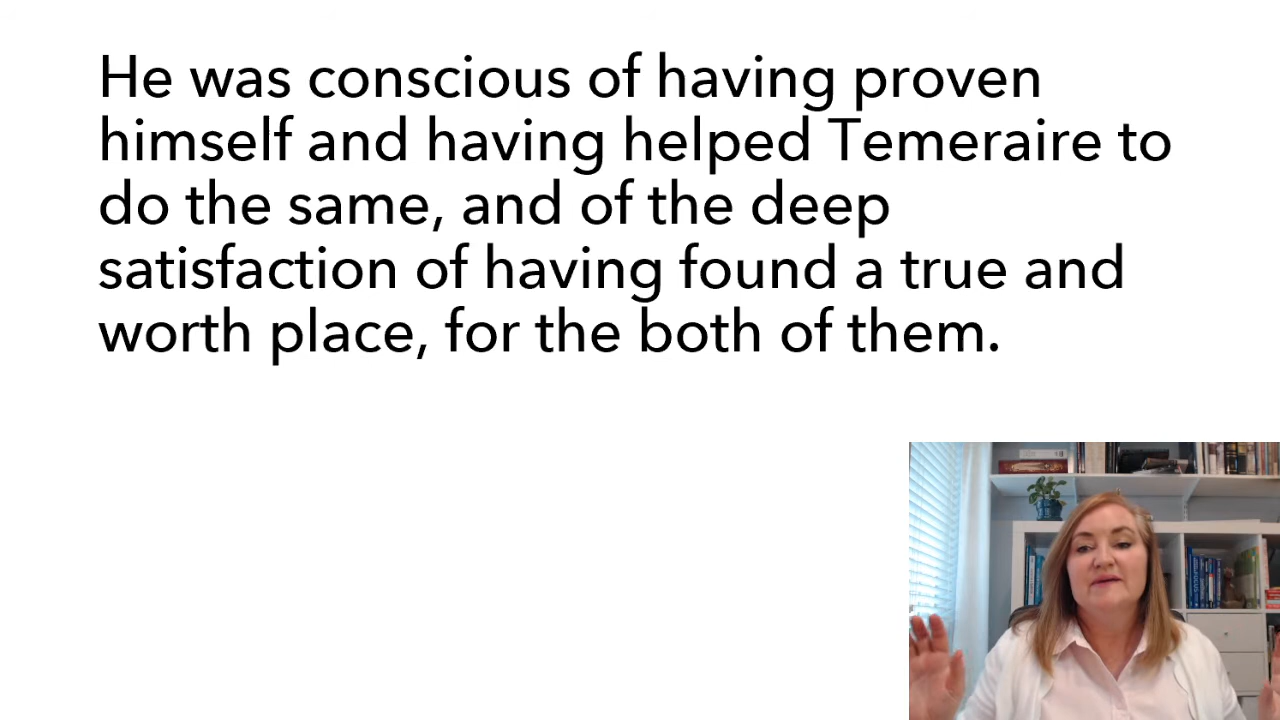 He was conscious of having proven
himself and having helped Temeraire to
do the same, and of the deep
satisfaction of having found a true and
worth place, for the both of them.